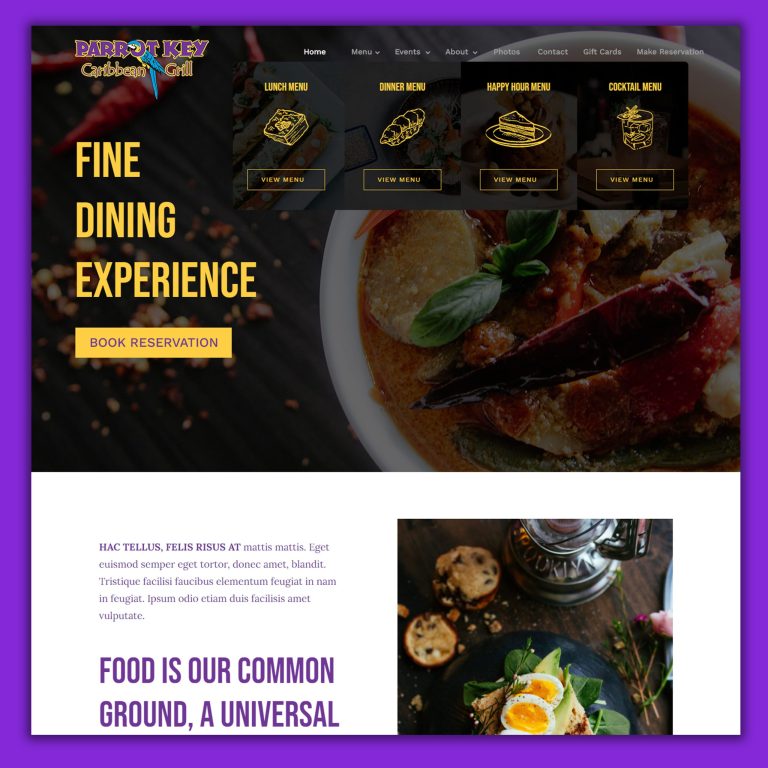 PARROT KEY
Caribbean Grill
Home Menu Events About Photos Contact Gift Cards Make Reservation
LUNCH MENU DINNER MENU HAPPY HOUR MENU COCKTAIL MENU
VIEW MENU VIEW MENU VIEW MENU VIEW MENU
FINE
DINING
EXPERIENCE
BOOK RESERVATION
HAC TELLUS, FELIS RISUS AT mattis mattis. Eget
euismod semper eget tortor, donec amet, blandit.
Tristique facilisi faucibus elementum feugiat in nam
in feugiat. Ipsum odio etiam duis facilisis amet
vulputate.
FOOD IS OUR COMMON
GROUND, A UNIVERSAL